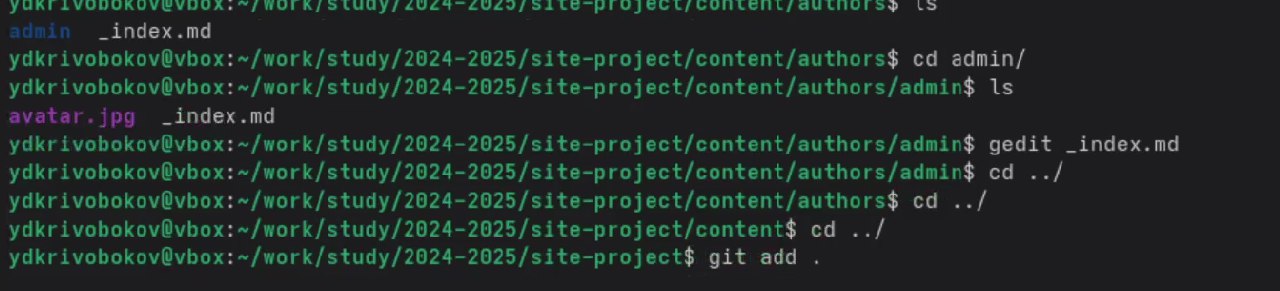 ydkrivobokov@vbox:~/work/study/2024-2025/site-project/content/authors$ ls
admin  _index.md
ydkrivobokov@vbox:~/work/study/2024-2025/site-project/content/authors$ cd admin/
ydkrivobokov@vbox:~/work/study/2024-2025/site-project/content/authors/admin$ ls
avatar.jpg  _index.md
ydkrivobokov@vbox:~/work/study/2024-2025/site-project/content/authors/admin$ gedit _index.md
ydkrivobokov@vbox:~/work/study/2024-2025/site-project/content/authors/admin$ cd ../
ydkrivobokov@vbox:~/work/study/2024-2025/site-project/content/authors$ cd ../
ydkrivobokov@vbox:~/work/study/2024-2025/site-project/content$ cd ../
ydkrivobokov@vbox:~/work/study/2024-2025/site-project$ git add .